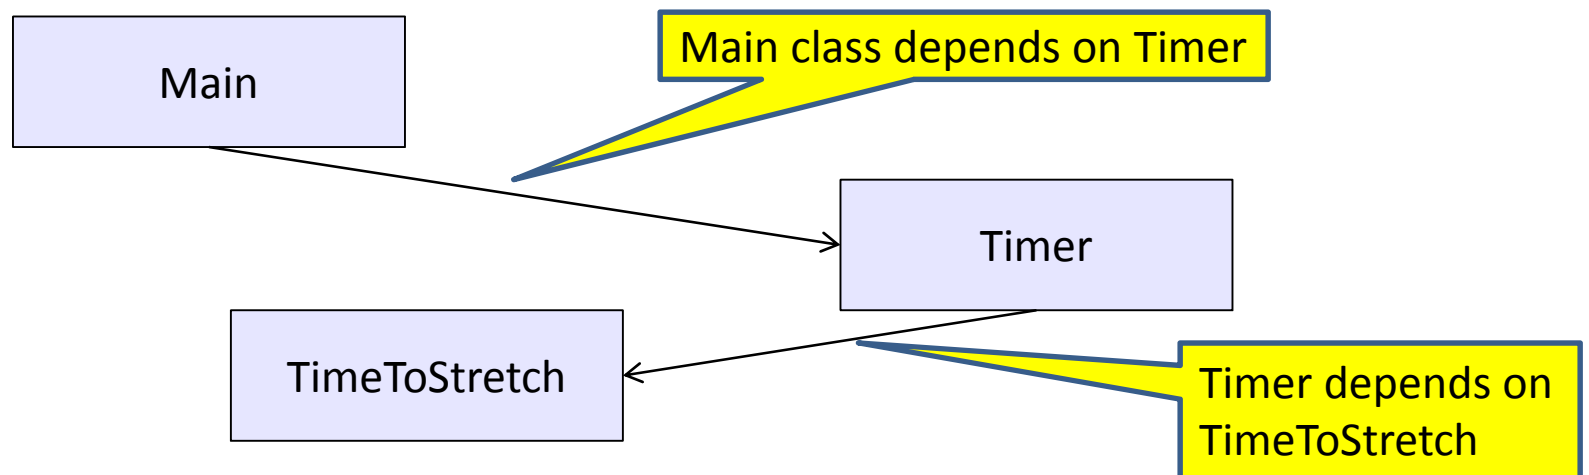 Main
Main class depends on Timer
Timer
TimeToStretch
Timer depends on
TimeToStretch